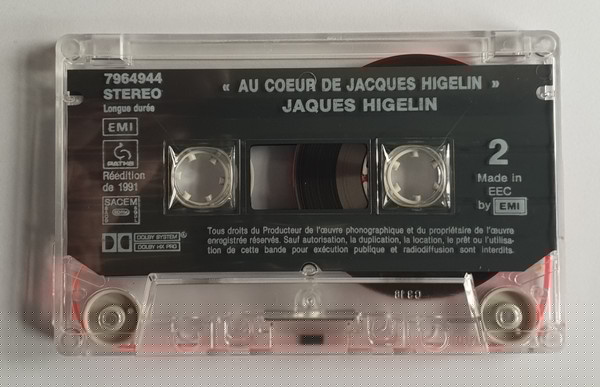 7964944
STEREO
Longue durée
EMI
PATHE
Réédition
de 1991
SACEM
DOLBY SYSTEM
DOLBY HX PRO
« AU COEUR DE JACQUES HIGELIN »
JAQUES HIGELIN
2
Made in
EEC
by EMI
Tous droits du Producteur de l'œuvre phonographique et du propriétaire de l'œuvre
enregistrée réservés. Sauf autorisation, la duplication, la location, le prêt ou l'utilisa-
tion de cette bande pour exécution publique et radiodiffusion sont interdits.